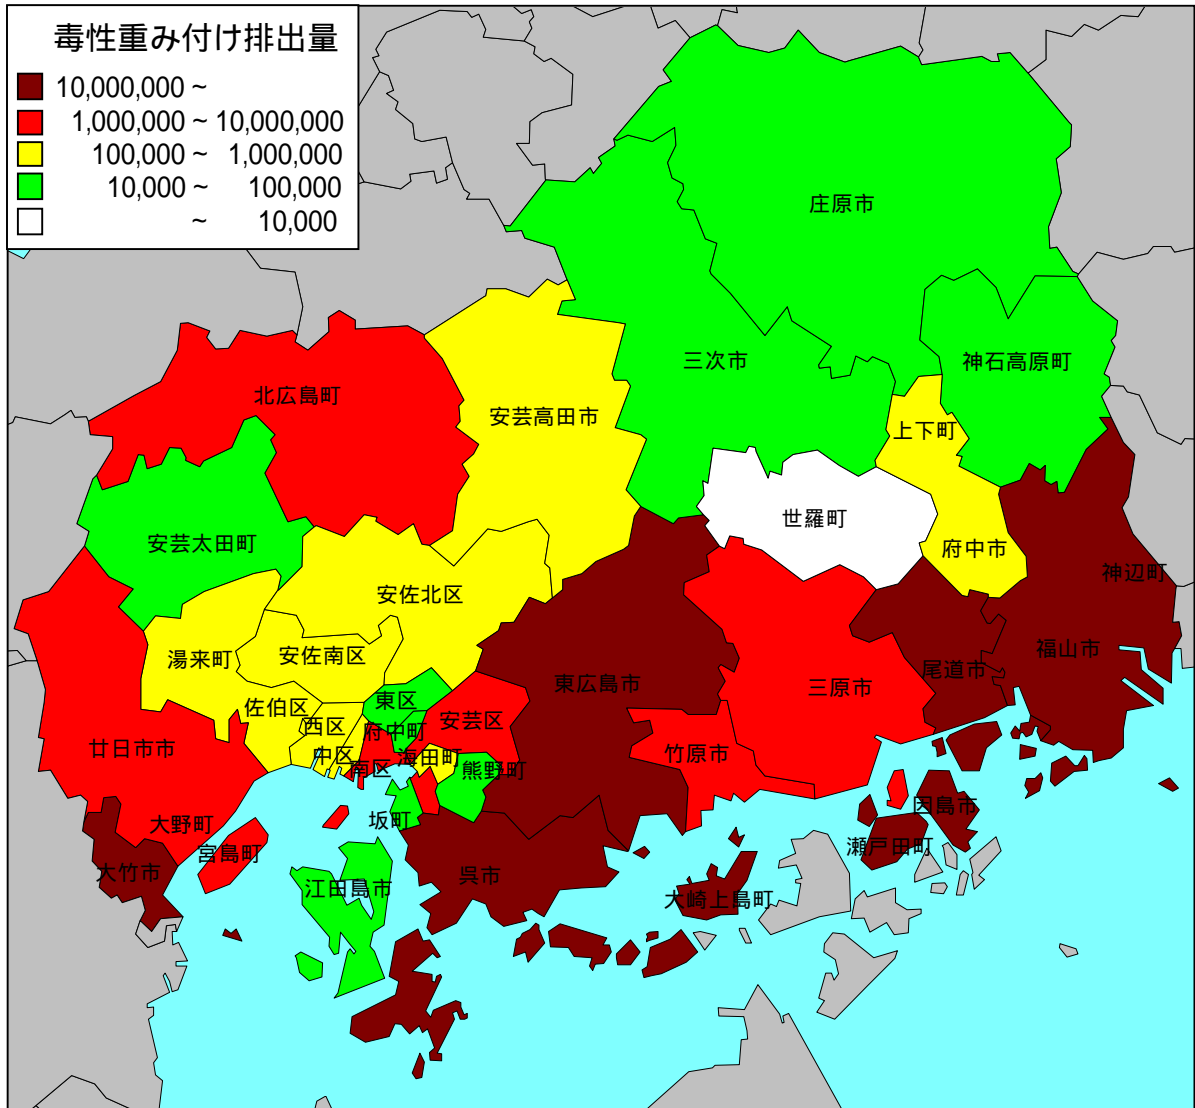 毒性重み付け排出量
10,000,000 ~
1,000,000 ~ 10,000,000
100,000 ~ 1,000,000
10,000 ~ 100,000
~ 10,000
庄原市
三次市
神石高原町
北広島町
安芸高田市
上下町
世羅町
安芸太田町
府中市
神辺町
安佐北区
湯来町
安佐南区
東広島市
三原市
尾道市
福山市
佐伯区
東区
西区
府中町
安芸区
廿日市市
中区
南区
海田町
熊野町
竹原市
大野町
坂町
因島市
宮島町
瀬戸田町
大竹市
江田島市
呉市
大崎上島町